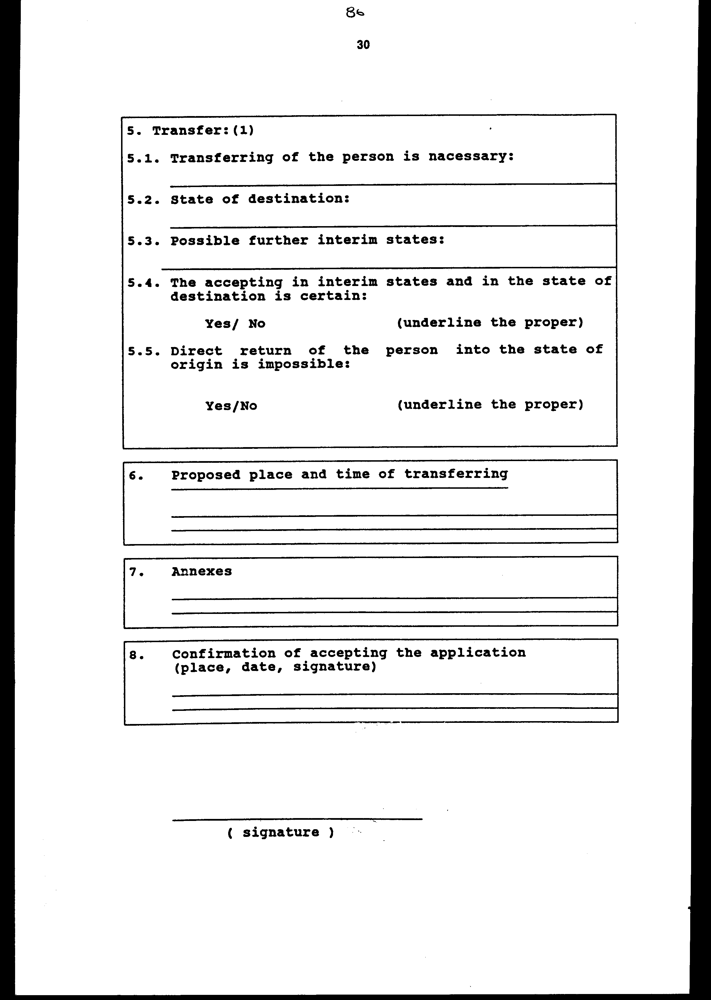 86
30
5. Transfer:(1)
5.1. Transferring of the person is nacessary:
5.2. State of destination:
5.3. Possible further interim states:
5.4. The accepting in interim states and in the state of
destination is certain:
Yes/ No (underline the proper)
5.5. Direct return of the person into the state of
origin is impossible:
Yes/No (underline the proper)
6. Proposed place and time of transferring
7. Annexes
8. Confirmation of accepting the application
(place, date, signature)
( signature )